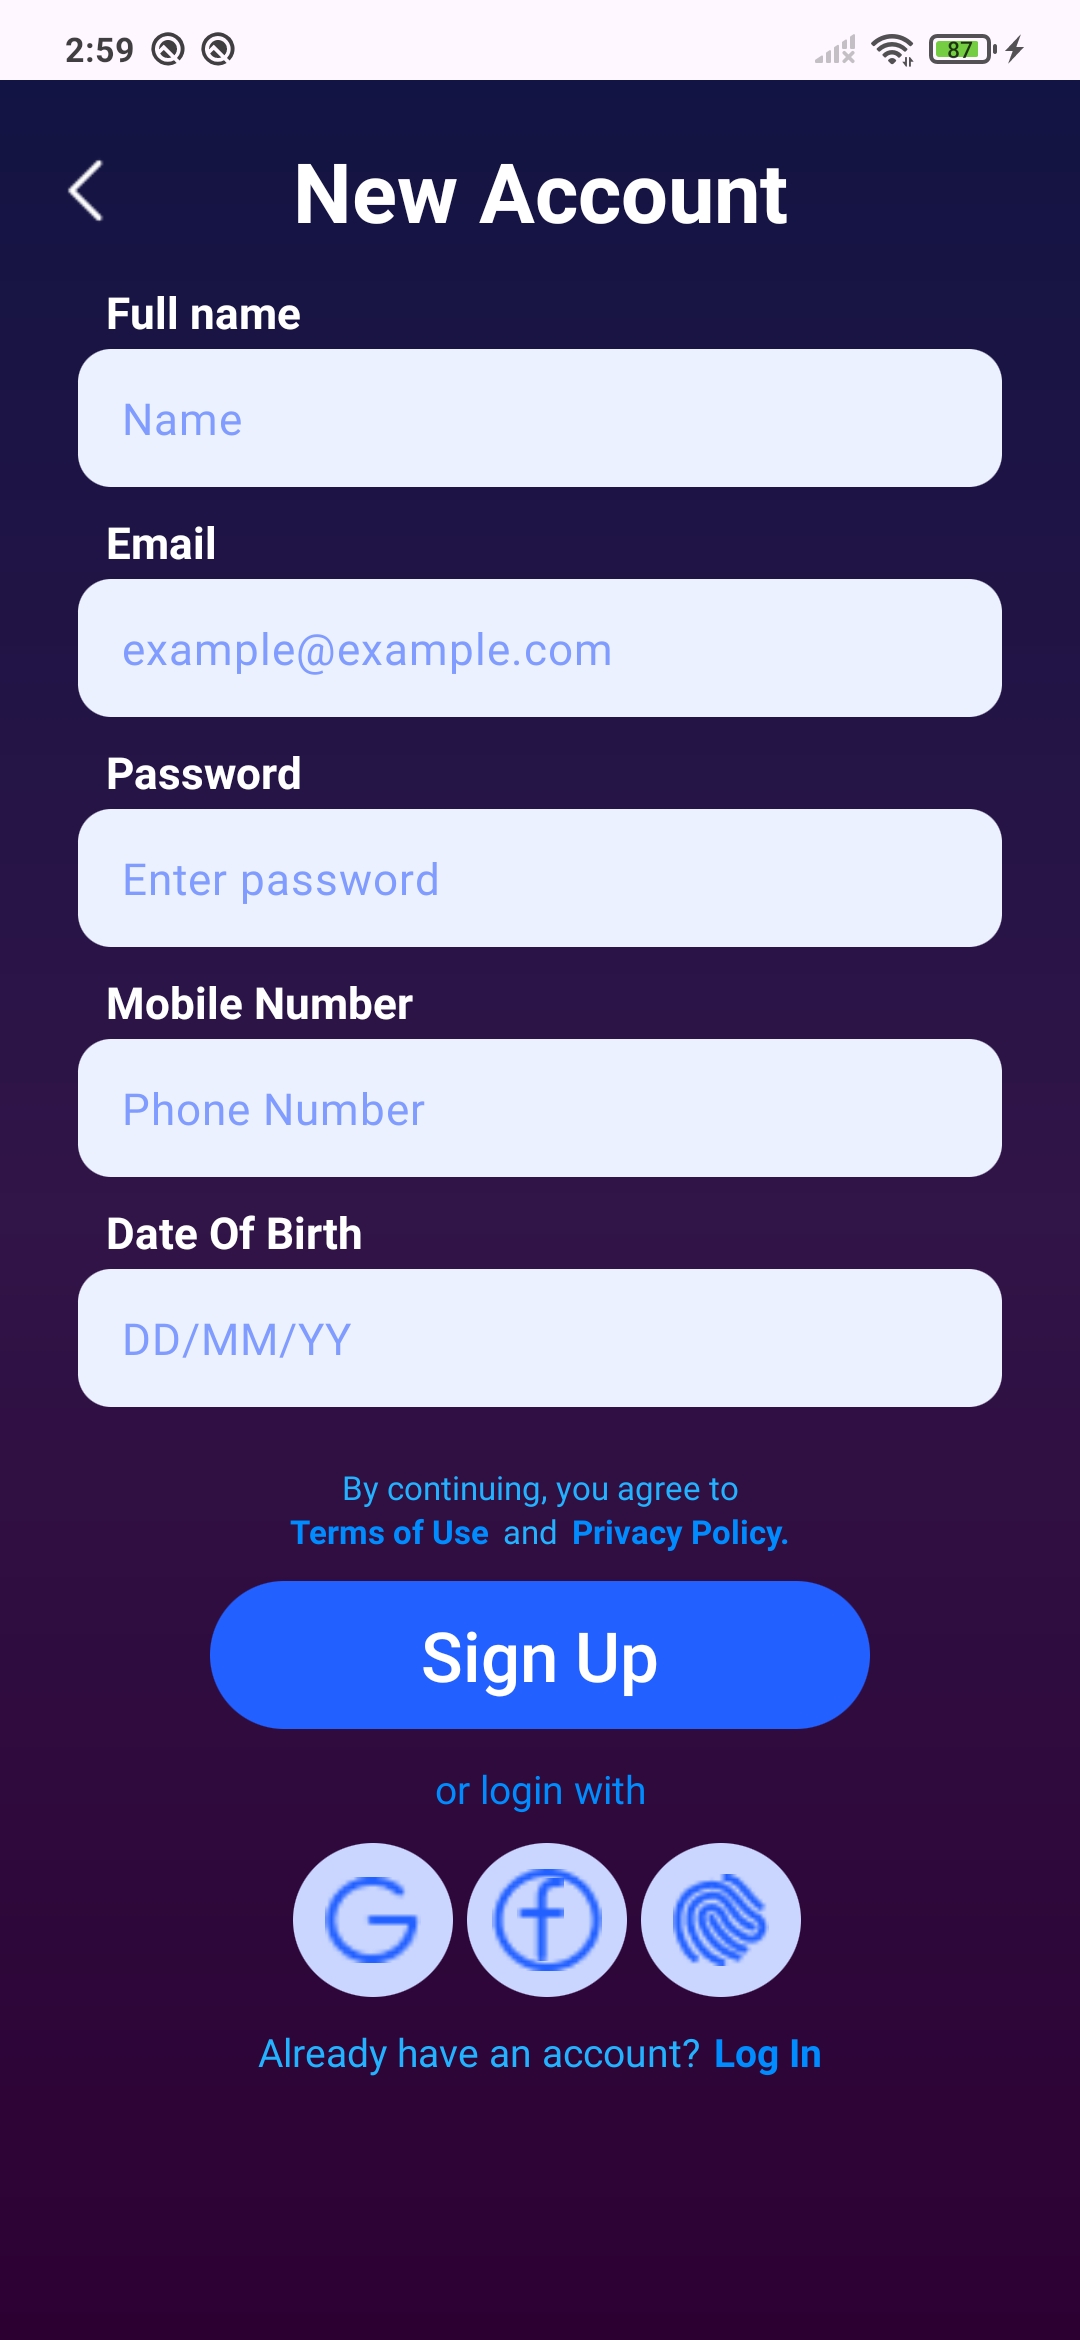 2:59
87
New Account
Full name
Name
Email
example@example.com
Password
Enter password
Mobile Number
Phone Number
Date Of Birth
DD/MM/YY
By continuing, you agree to
Terms of Use and Privacy Policy.
Sign Up
or login with
Already have an account? Log In